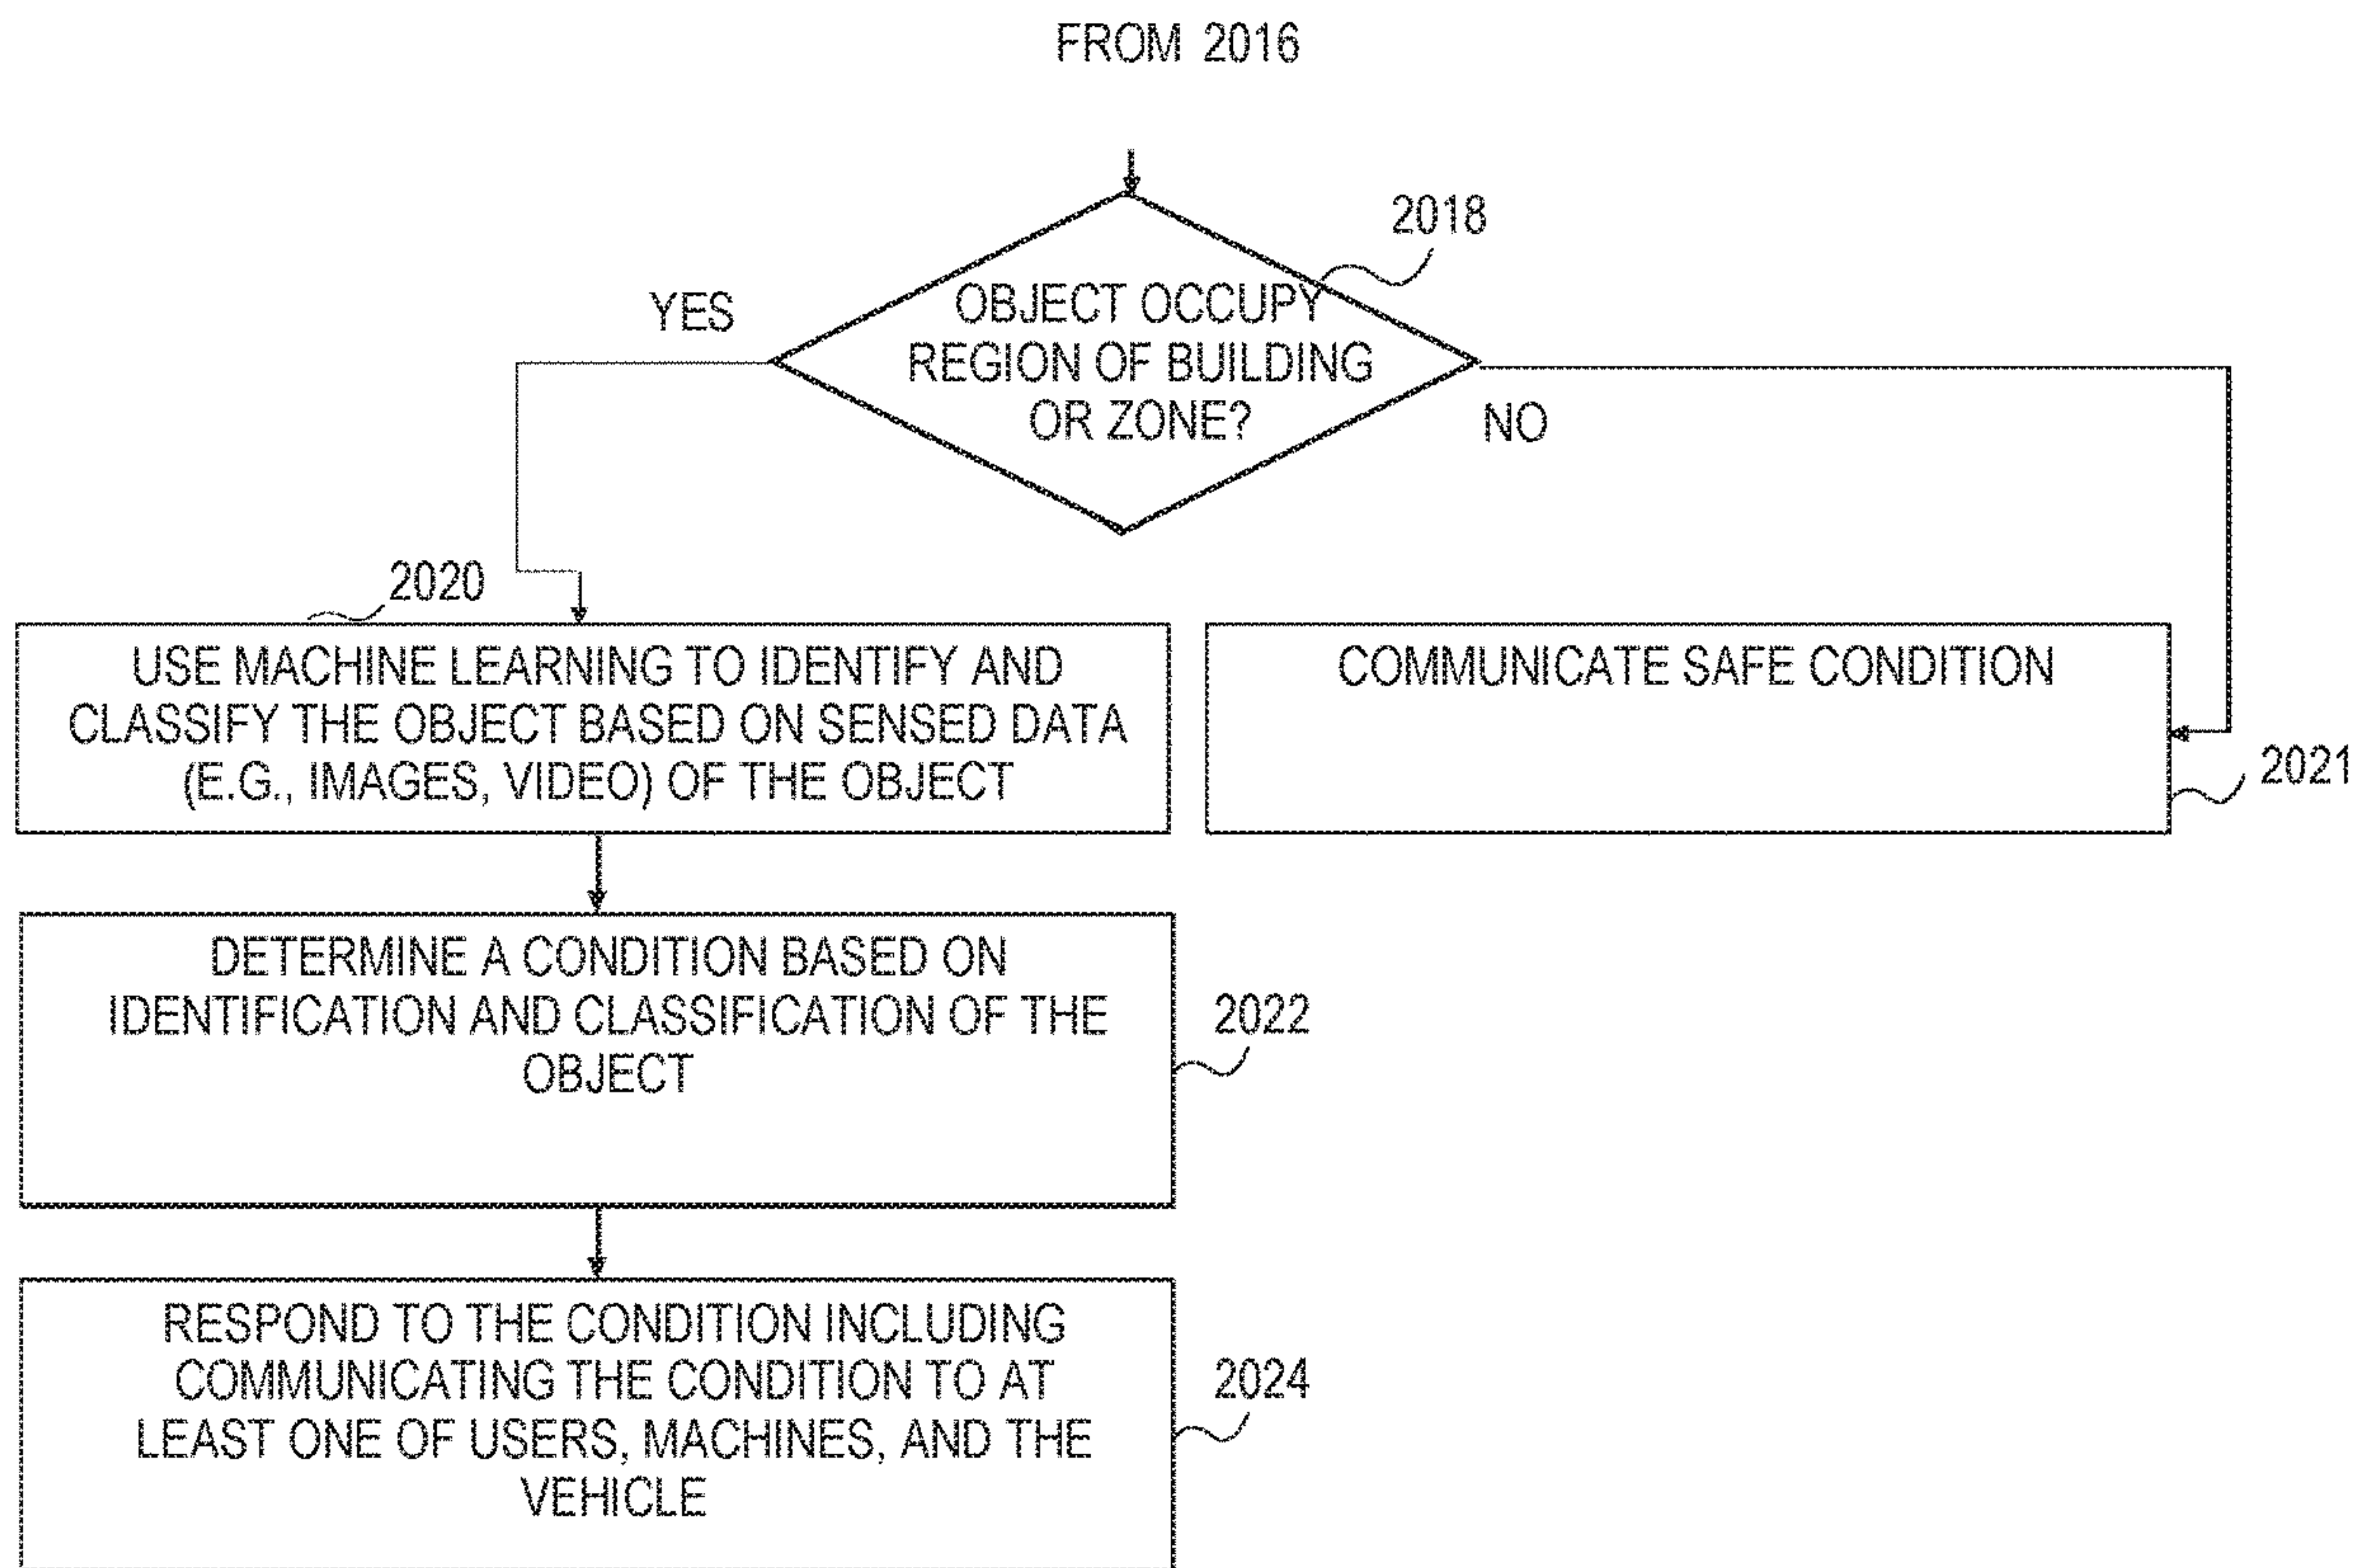 FROM 2016
2018
YES
OBJECT OCCUPY
REGION OF BUILDING
OR ZONE?
NO
2020
USE MACHINE LEARNING TO IDENTIFY AND
CLASSIFY THE OBJECT BASED ON SENSED DATA
(E.G., IMAGES, VIDEO) OF THE OBJECT
COMMUNICATE SAFE CONDITION
2021
DETERMINE A CONDITION BASED ON
IDENTIFICATION AND CLASSIFICATION OF THE
OBJECT
2022
RESPOND TO THE CONDITION INCLUDING
COMMUNICATING THE CONDITION TO AT
LEAST ONE OF USERS, MACHINES, AND THE
VEHICLE
2024